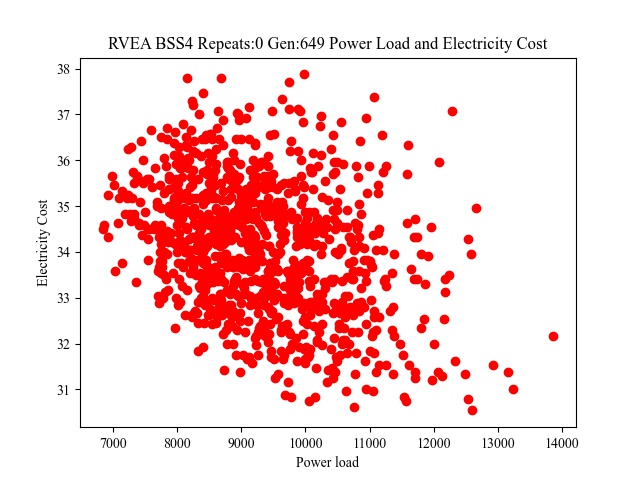 RVEA BSS4 Repeats:0 Gen:649 Power Load and Electricity Cost
38
37
36
35
34
33
32
31
Electricity Cost
7000 8000 9000 10000 11000 12000 13000 14000
Power load